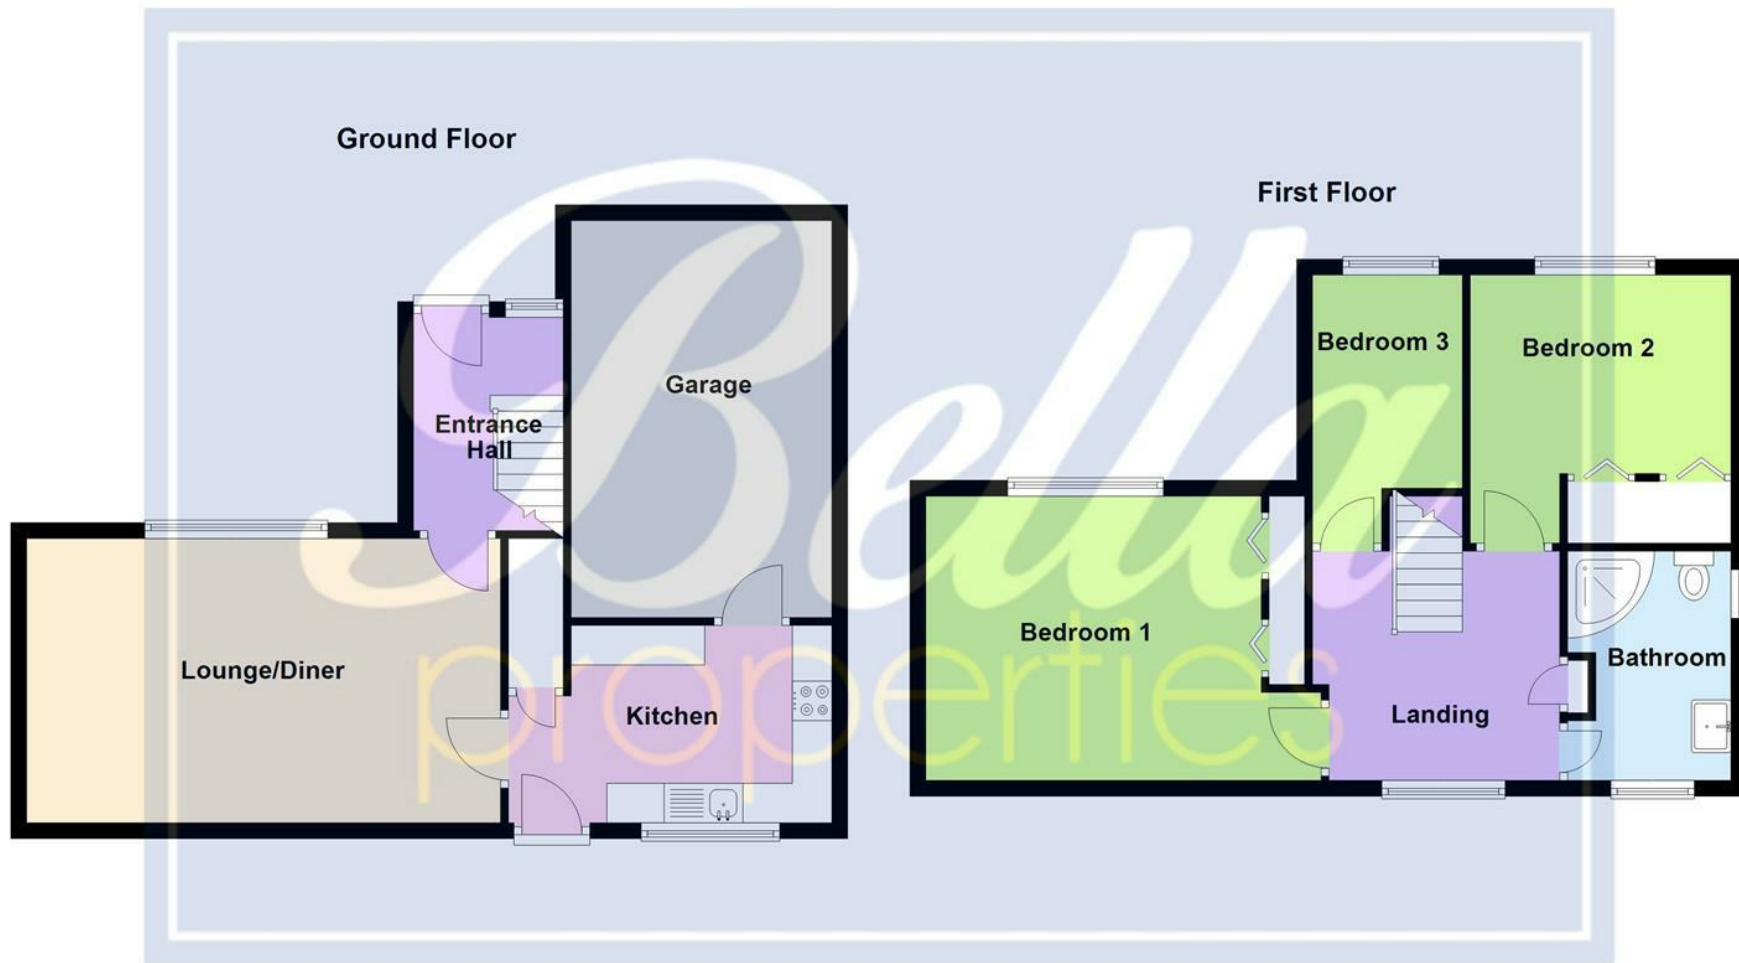 Ground Floor
First Floor
Garage
Entrance
Hall
Lounge/Diner
Kitchen
Bedroom 3
Bedroom 2
Bedroom 1
Bathroom
Landing
Bella
properties